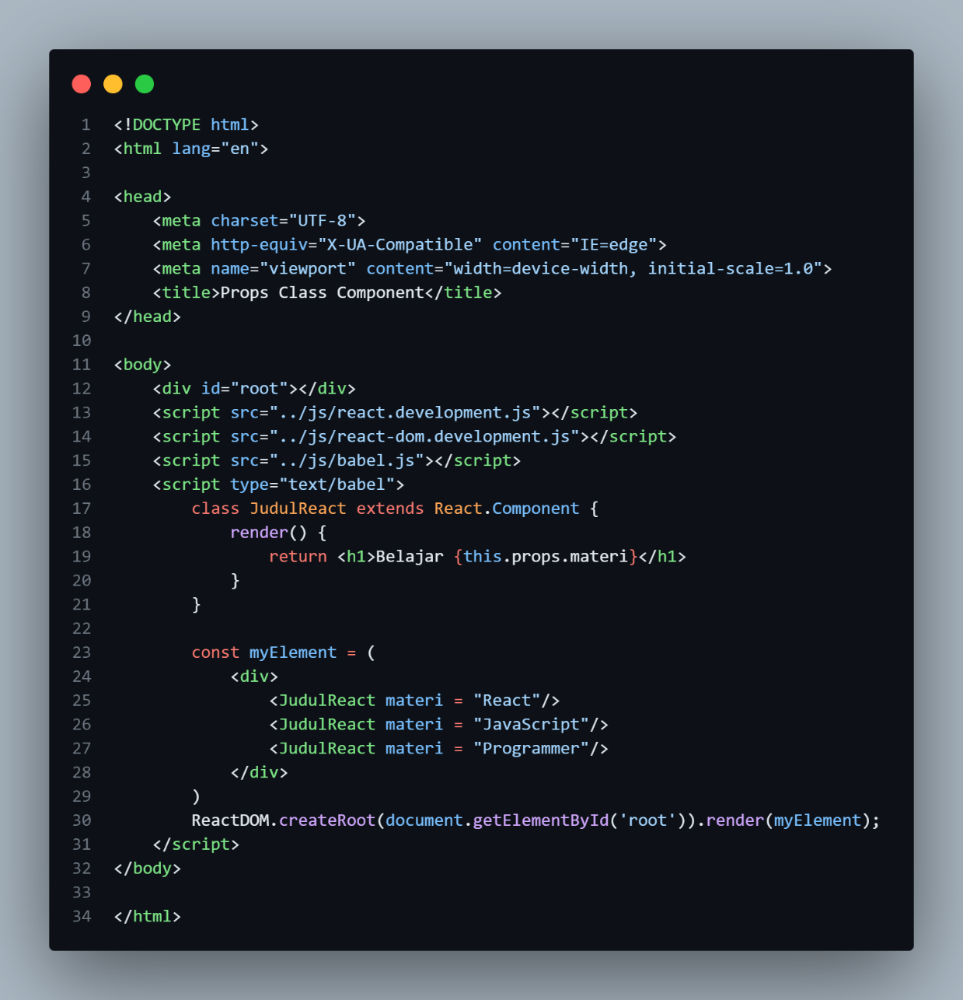 1 <!DOCTYPE html>
2 <html lang="en">
3
4 <head>
5     <meta charset="UTF-8">
6     <meta http-equiv="X-UA-Compatible" content="IE=edge">
7     <meta name="viewport" content="width=device-width, initial-scale=1.0">
8     <title>Props Class Component</title>
9 </head>
10
11 <body>
12     <div id="root"></div>
13     <script src="../js/react.development.js"></script>
14     <script src="../js/react-dom.development.js"></script>
15     <script src="../js/babel.js"></script>
16     <script type="text/babel">
17         class JudulReact extends React.Component {
18             render() {
19                 return <h1>Belajar {this.props.materi}</h1>
20             }
21         }
22
23         const myElement = (
24             <div>
25                 <JudulReact materi = "React"/>
26                 <JudulReact materi = "JavaScript"/>
27                 <JudulReact materi = "Programmer"/>
28             </div>
29         )
30         ReactDOM.createRoot(document.getElementById('root')).render(myElement);
31     </script>
32 </body>
33
34 </html>